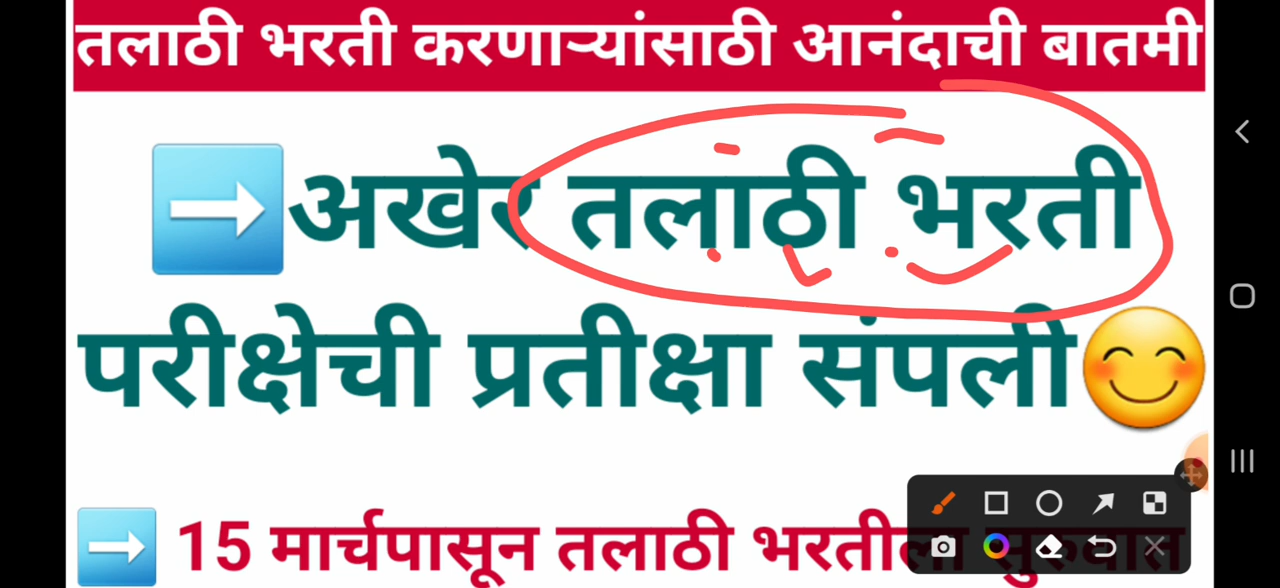 तलाठी भरती करणाऱ्यांसाठी आनंदाची बातमी
अखेर तलाठी भरती
परीक्षेची प्रतीक्षा संपली
15 मार्चपासून तलाठी भरतीला सुरुवात